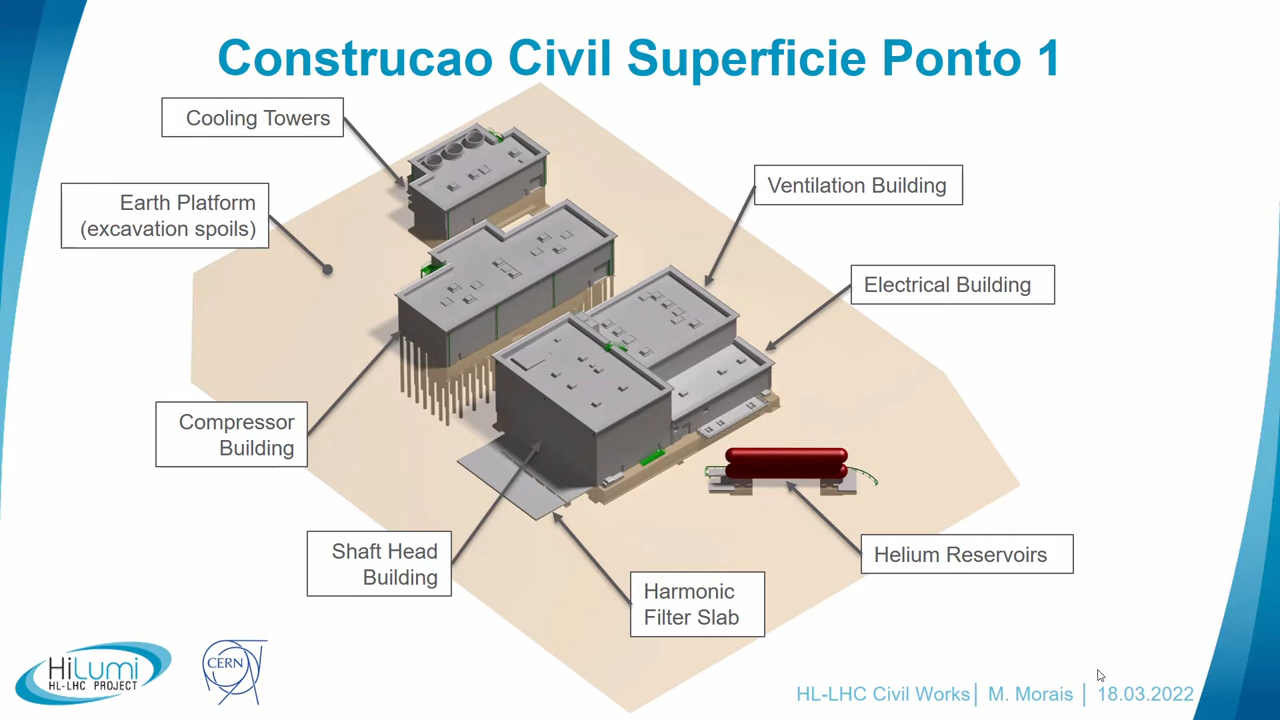 Construcao Civil Superficie Ponto 1
Cooling Towers
Earth Platform
(excavation spoils)
Ventilation Building
Electrical Building
Compressor
Building
Shaft Head
Building
Harmonic
Filter Slab
Helium Reservoirs
HiLumi
HL-LHC PROJECT
CERN
HL-LHC Civil Works| M. Morais | 18.03.2022